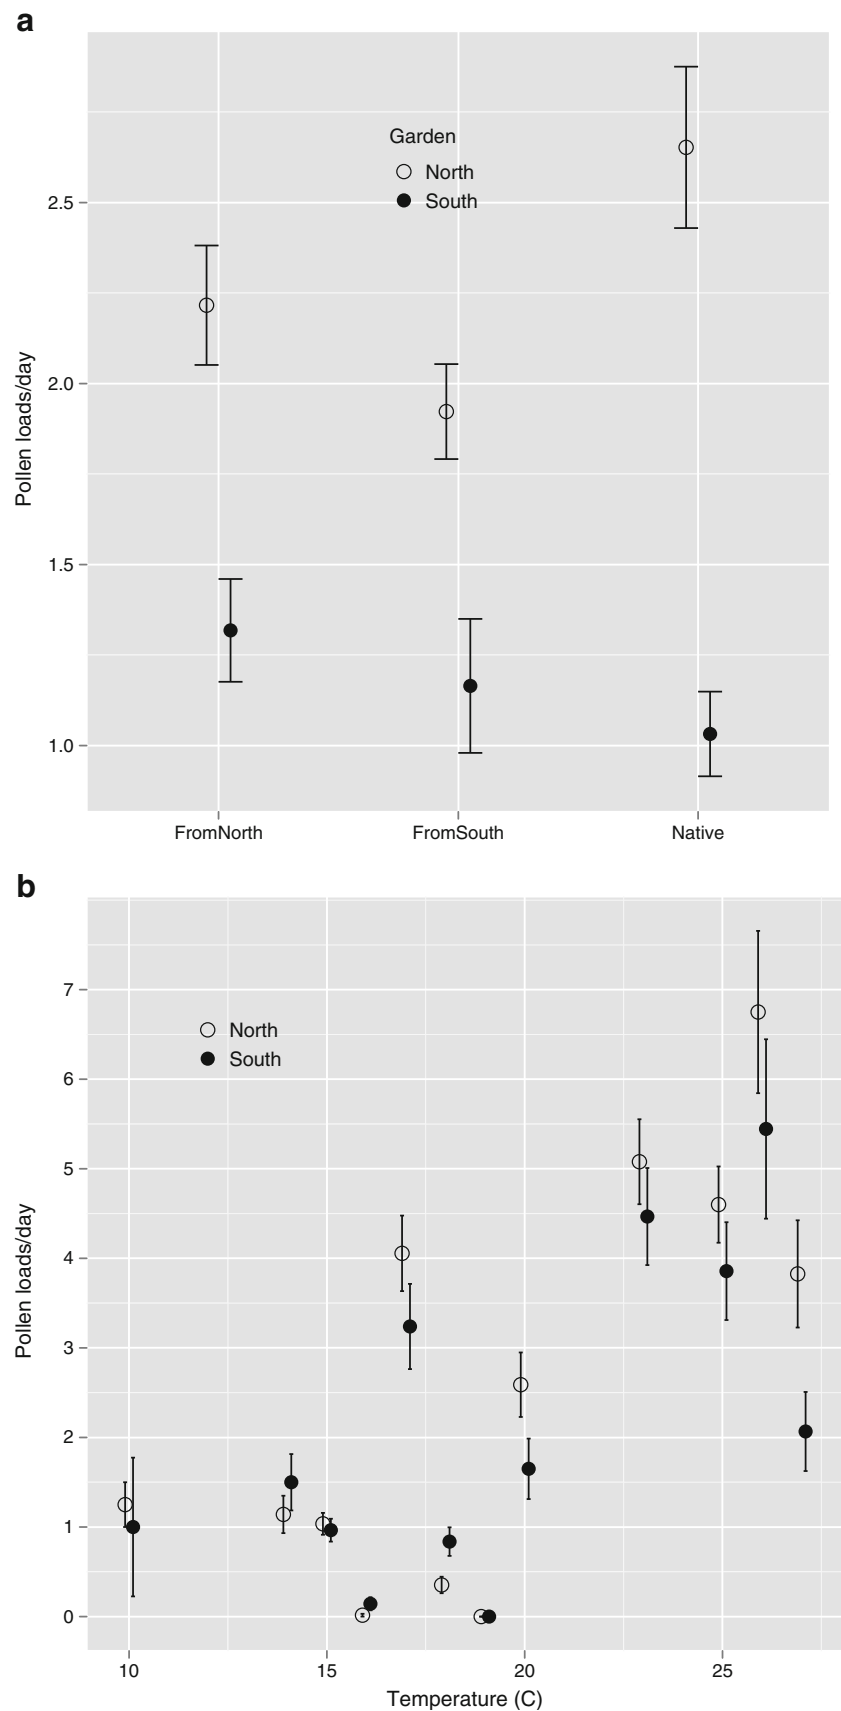 a
Garden
North
South
Pollen loads/day
2.5
2.0
1.5
1.0
FromNorth FromSouth Native
b
North
South
Pollen loads/day
7
6
5
4
3
2
1
0
10 15 20 25
Temperature (C)